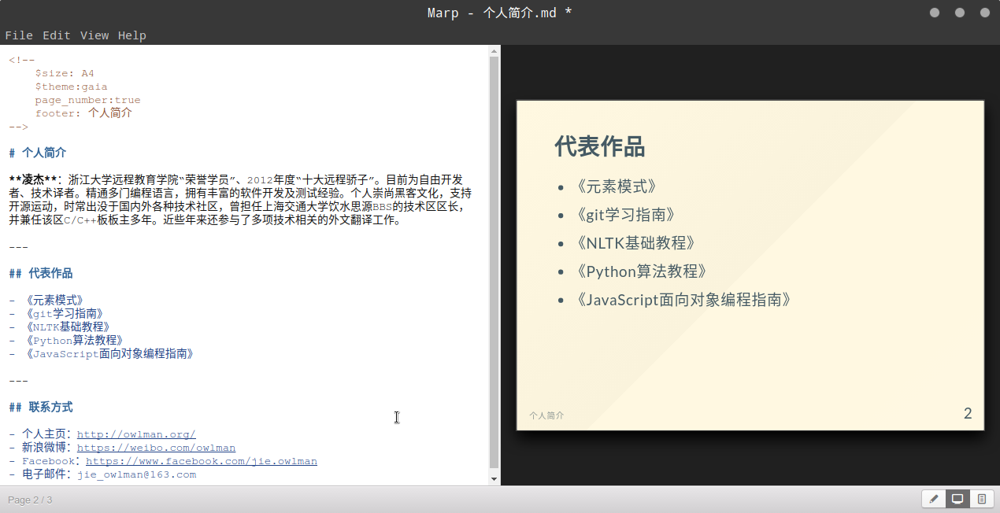 Marp - 个人简介.md *
File Edit View Help
<!--
$size: A4
$theme:gaia
page_number:true
footer: 个人简介
-->
# 个人简介
**凌杰**：浙江大学远程教育学院“荣誉学员”、2012年度“十大远程骄子”。目前为自由开发
者、技术译者。精通多门编程语言，拥有丰富的软件开发及测试经验。个人崇尚黑客文化，支持
开源运动，时常出没于国内外各种技术社区，曾担任上海交通大学饮水思源BBS的技术区区长，
并兼任该区C/C++板板主多年。近些年来还参与了多项技术相关的外文翻译工作。
---
## 代表作品
- 《元素模式》
- 《git学习指南》
- 《NLTK基础教程》
- 《Python算法教程》
- 《JavaScript面向对象编程指南》
---
## 联系方式
- 个人主页：http://owlman.org/
- 新浪微博：https://weibo.com/owlman
- Facebook：https://www.facebook.com/jie.owlman
- 电子邮件：jie_owlman@163.com
代表作品
• 《元素模式》
• 《git学习指南》
• 《NLTK基础教程》
• 《Python算法教程》
• 《JavaScript面向对象编程指南》
个人简介
2
Page 2 / 3